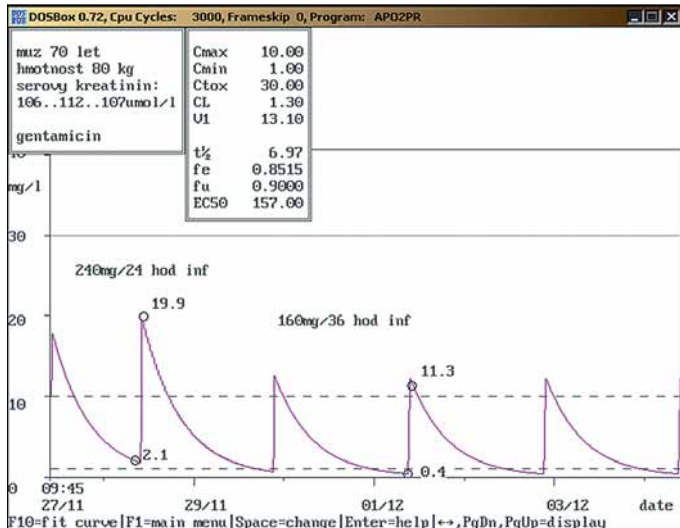 DOSBox 0.72, Cpu Cycles: 3000, Frameskip 0, Program: APO2PR
muz 70 let
hmotnost 80 kg
serovy kreatinin:
106..112..107umol/l
gentamicin
Cmax 10.00
Cmin 1.00
Ctox 30.00
CL 1.30
V1 13.10
t½ 6.97
fe 0.8515
fu 0.9000
EC50 157.00
mg/l
30
240mg/24 hod inf
19.9
160mg/36 hod inf
20
11.3
10
2.1
0.4
0
09:45
27/11 29/11 01/12 03/12 date
F10=fit curve|F1=main menu|Space=change|Enter=help|↔,PgDn,PgUp=display